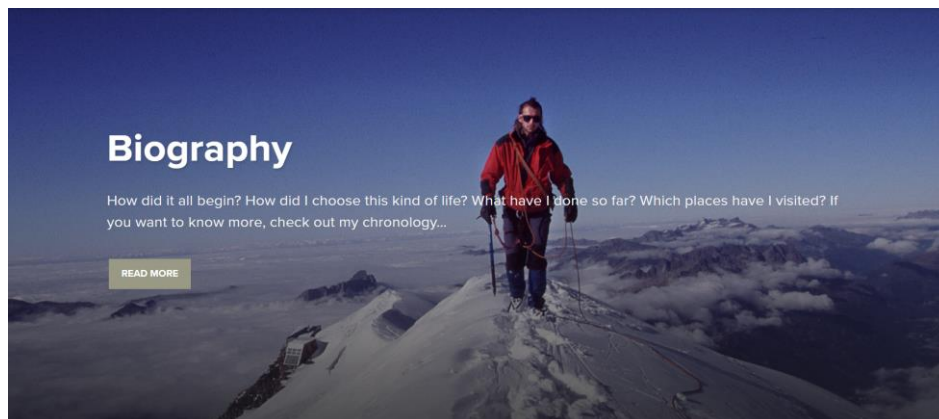 Biography
How did it all begin? How did I choose this kind of life? What have I done so far? Which places have I visited? If
you want to know more, check out my chronology...
READ MORE